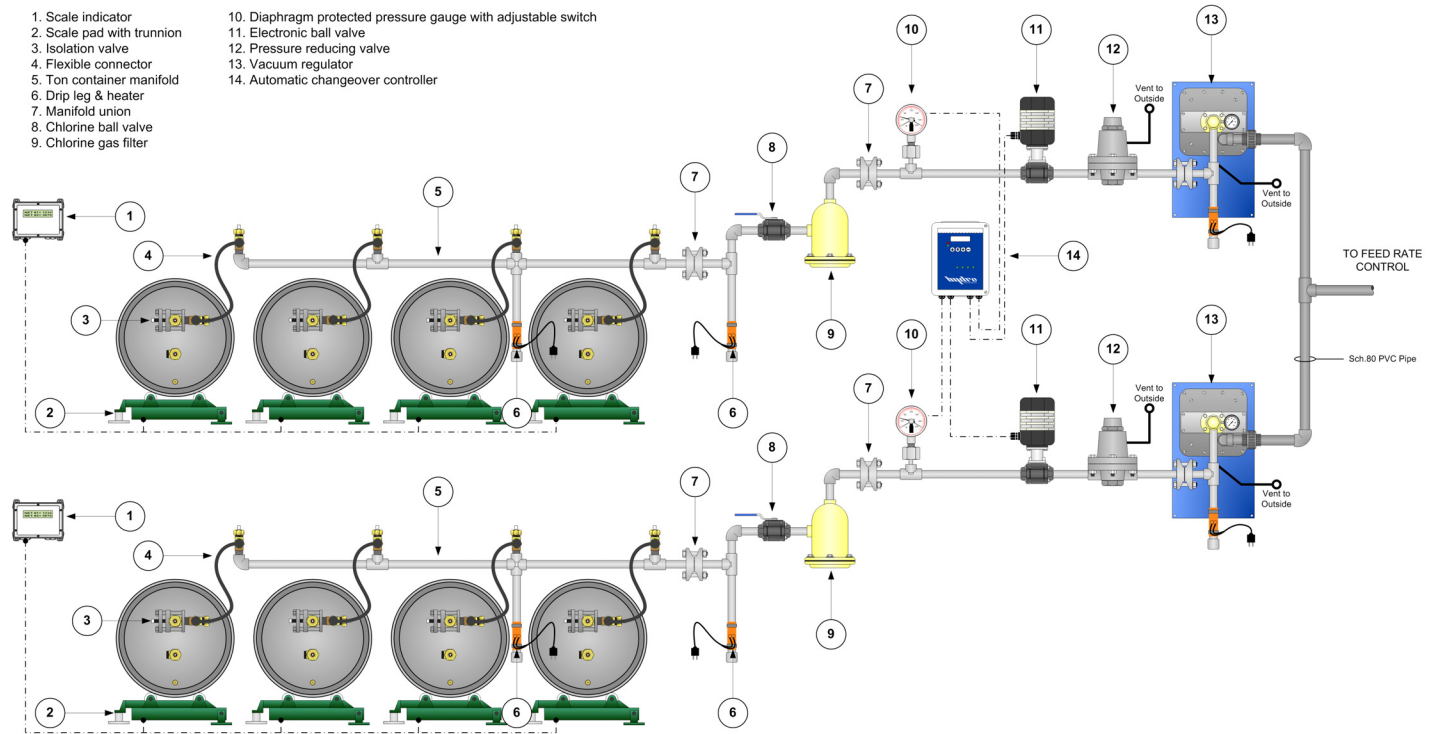 1. Scale indicator
2. Scale pad with trunnion
3. Isolation valve
4. Flexible connector
5. Ton container manifold
6. Drip leg & heater
7. Manifold union
8. Chlorine ball valve
9. Chlorine gas filter
10. Diaphragm protected pressure gauge with adjustable switch
11. Electronic ball valve
12. Pressure reducing valve
13. Vacuum regulator
14. Automatic changeover controller
13
10
11
12
7
Vent to
Outside
8
5
7
1
4
Vent to
Outside
14
TO FEED RATE
CONTROL
hydro
3
9
10
11
12
13
Sch.80 PVC Pipe
7
Vent to
Outside
2
6
6
8
5
7
1
Vent to
Outside
4
3
9
2
6
6